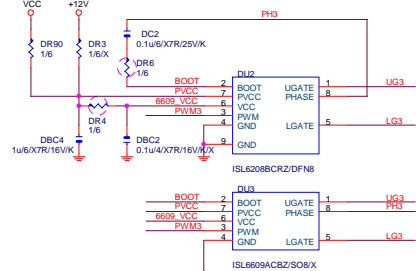 VCC +12V PH3
DC2
0.1u/6/X7R/25V/K
DR90
1/6
DR3
1/6/X
DR6
1/6
DU2
BOOT 2 BOOT UGATE 1 UG3
PVCC 7 PVCC PHASE 8
6609_VCC 6 VCC
PWM3 3 PWM
4 GND LGATE 5 LG3
9 GND
ISL6208BCRZ/DFN8
DR4
1/6
DBC4
1u/6/X7R/16V/K
DBC2
0.1u/4/X7R/16V/K/X
DU3
BOOT 2 BOOT UGATE 1 UG3
PVCC 7 PVCC PHASE 8 PH3
6609_VCC 6 VCC
PWM3 3 PWM
4 GND LGATE 5 LG3
ISL6609ACBZ/SO8/X